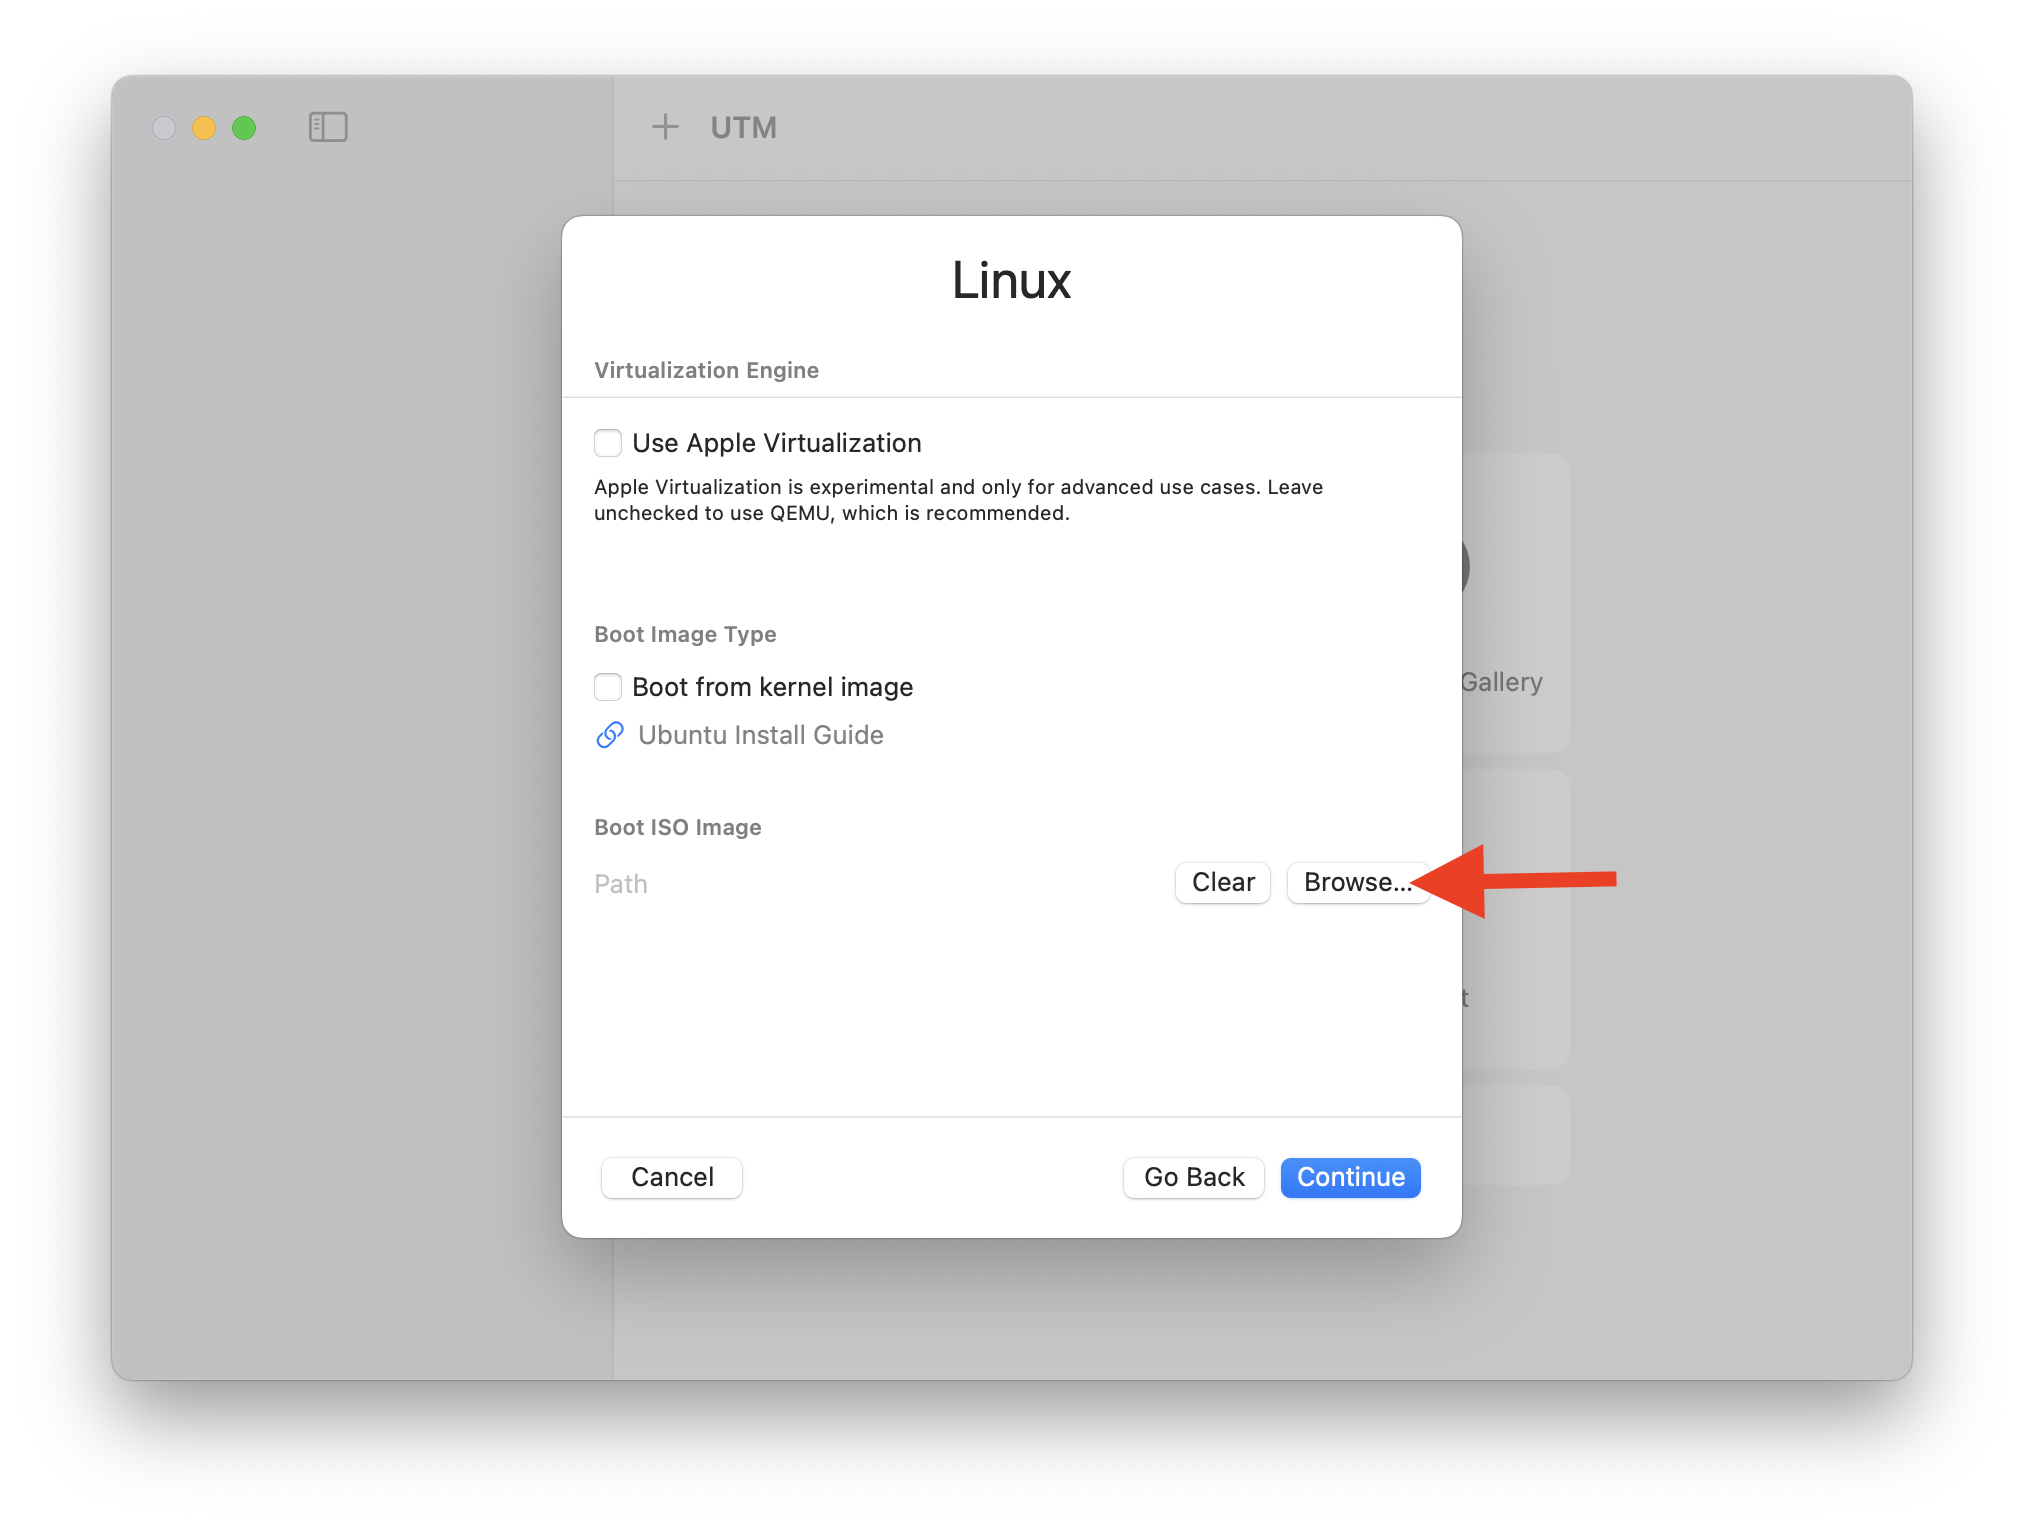 UTM
Linux
Virtualization Engine
Use Apple Virtualization
Apple Virtualization is experimental and only for advanced use cases. Leave
unchecked to use QEMU, which is recommended.
Boot Image Type
Boot from kernel image
Gallery
Ubuntu Install Guide
Boot ISO Image
Path
Clear
Browse...
t
Cancel
Go Back
Continue